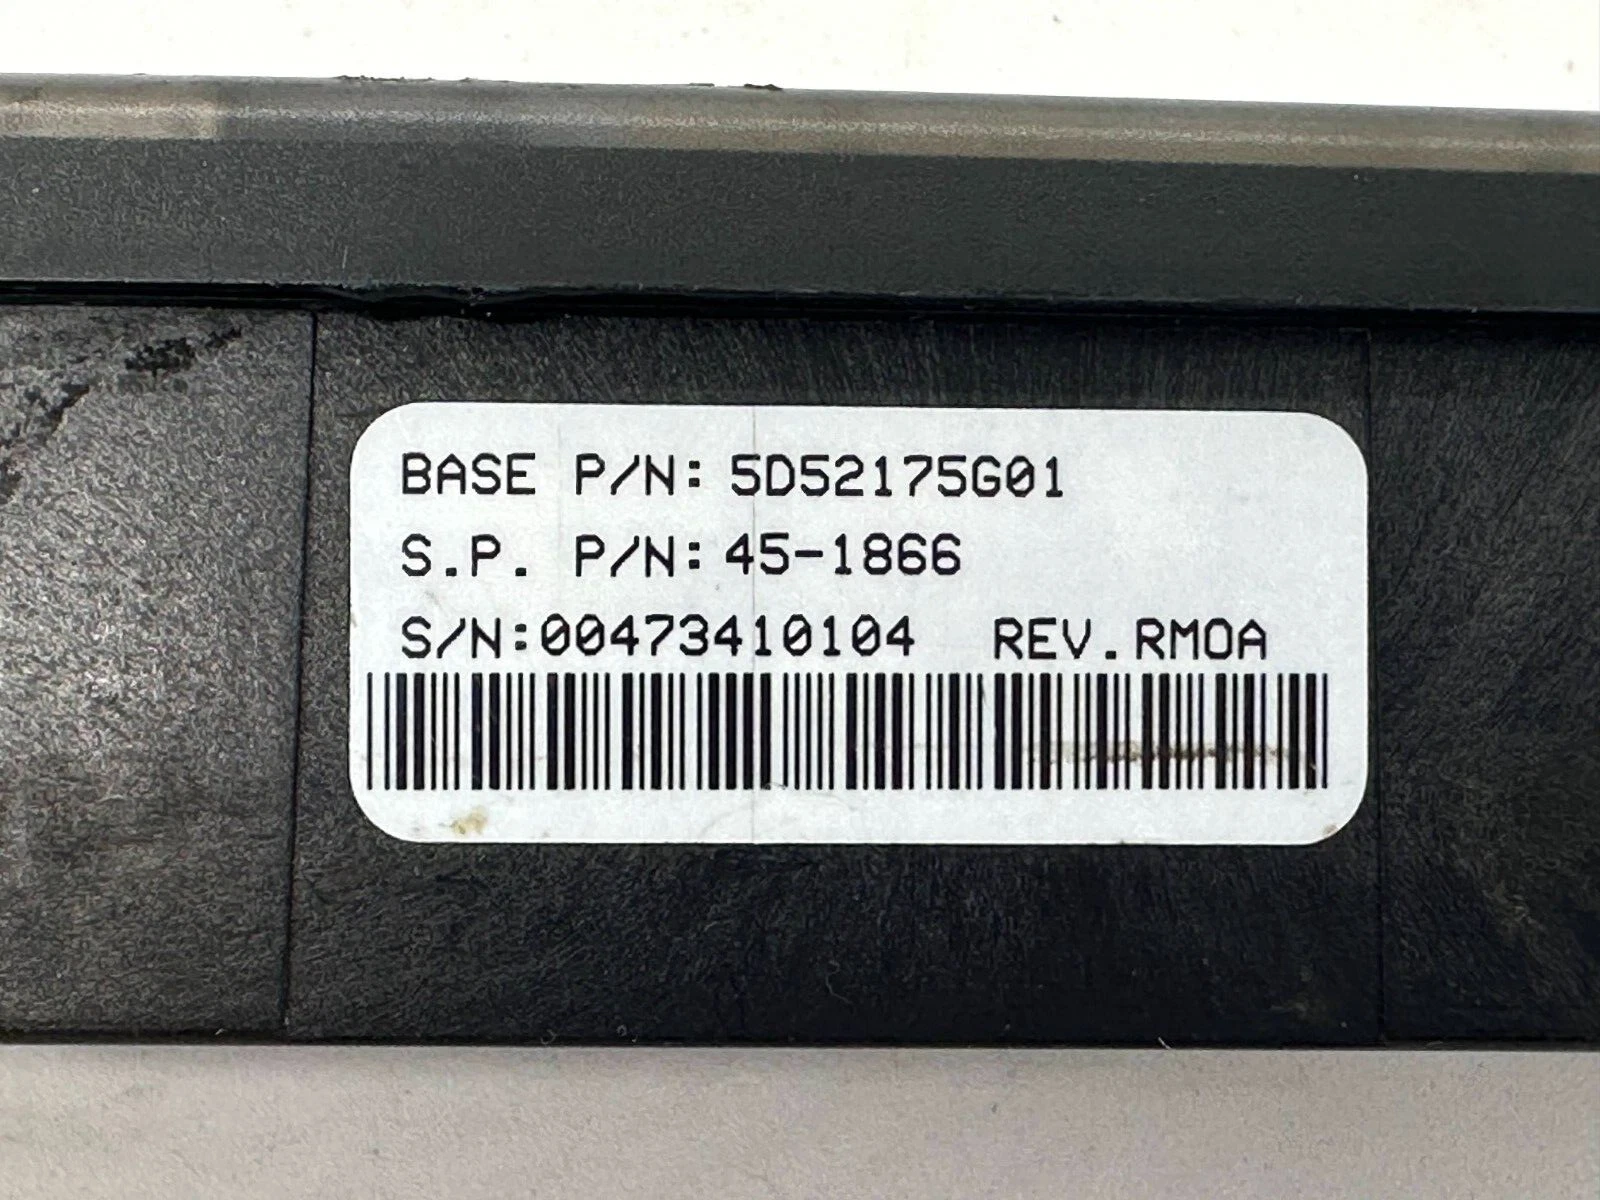 BASE P/N: 5D52175G01
S.P. P/N: 45-1866
S/N:00473410104 REV.RMOA